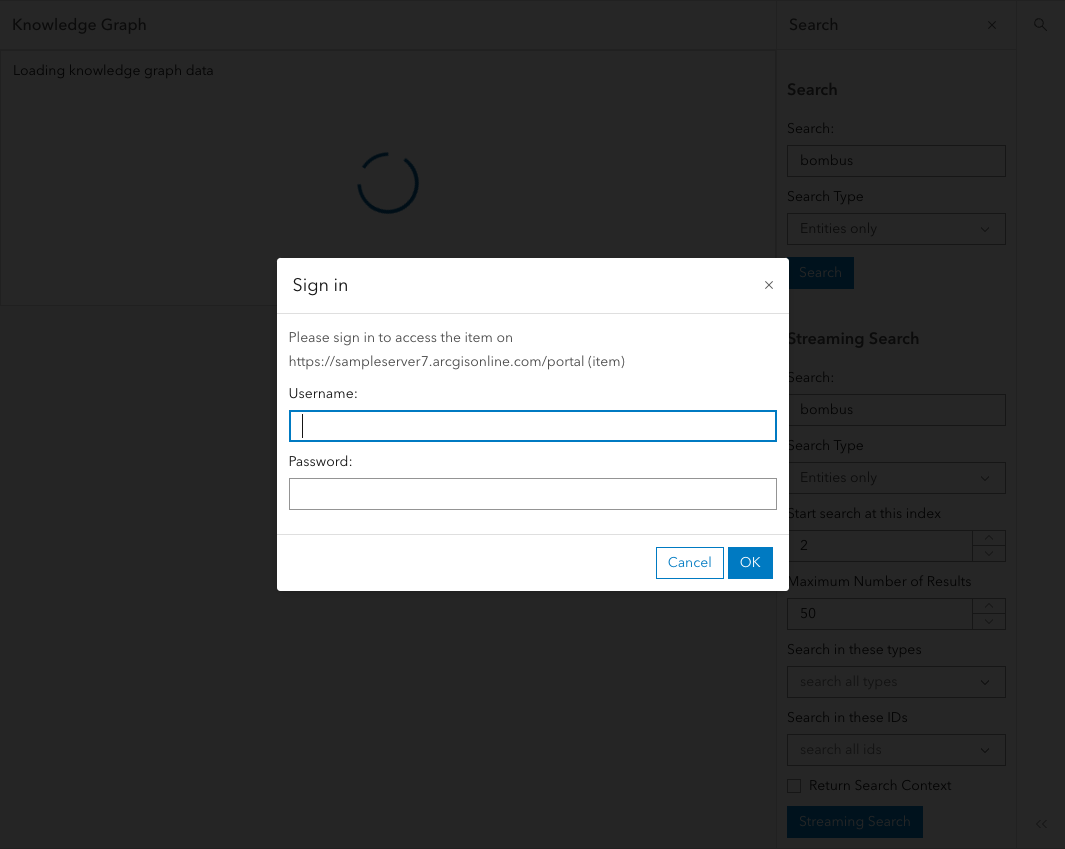 Knowledge Graph
Loading knowledge graph data
Search
Search
Search:
bombus
Search Type
Entities only
Search
Streaming Search
Search:
bombus
Search Type
Entities only
Start search at this index
2
Maximum Number of Results
50
Search in these types
search all types
Search in these IDs
search all ids
Return Search Context
Streaming Search
Sign in
Please sign in to access the item on
https://sampleserver7.arcgisonline.com/portal (item)
Username:
Password:
Cancel
OK